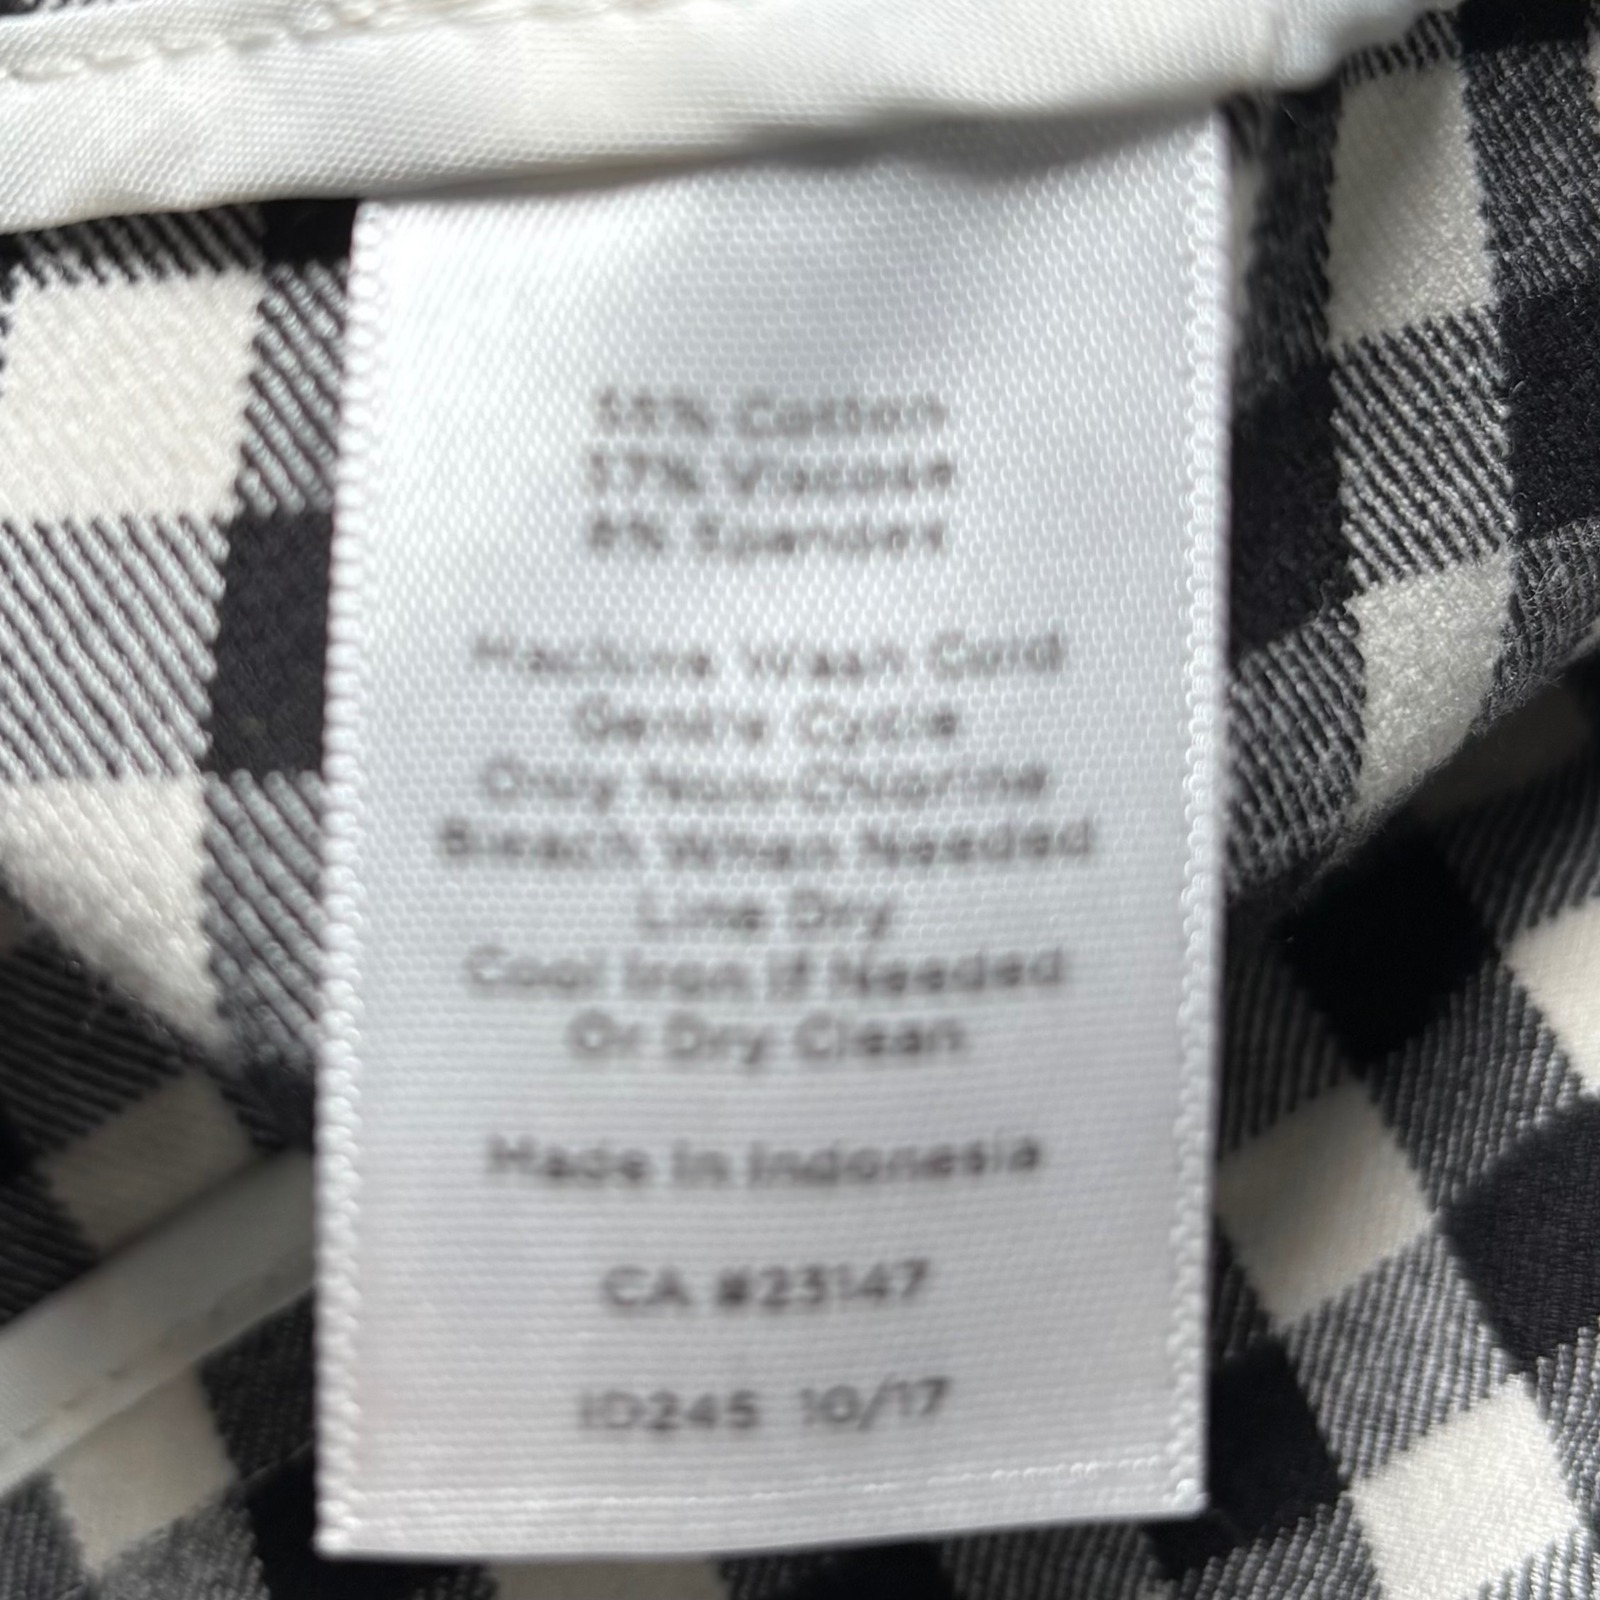 55% Cotton
37% Viscose
8% Spandex
Machine Wash Cold
Gentle Cycle
Only Non-Chlorine
Bleach When Needed
Line Dry
Cool Iron If Needed
Or Dry Clean
Made In Indonesia
CA #23147
ID245 10/17